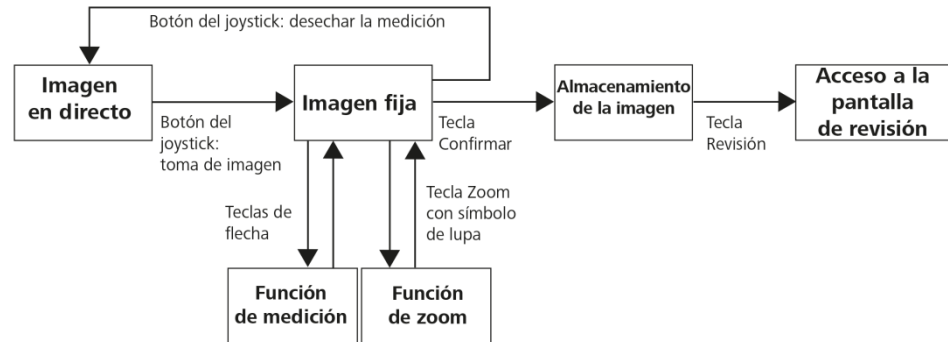 Botón del joystick: desechar la medición
Imagen
en directo
Botón del
joystick:
toma de imagen
Imagen fija
Tecla
Confirmar
Almacenamiento
de la imagen
Tecla
Revisión
Acceso a la
pantalla
de revisión
Teclas de
flecha
Tecla Zoom
con símbolo
de lupa
Función
de medición
Función
de zoom